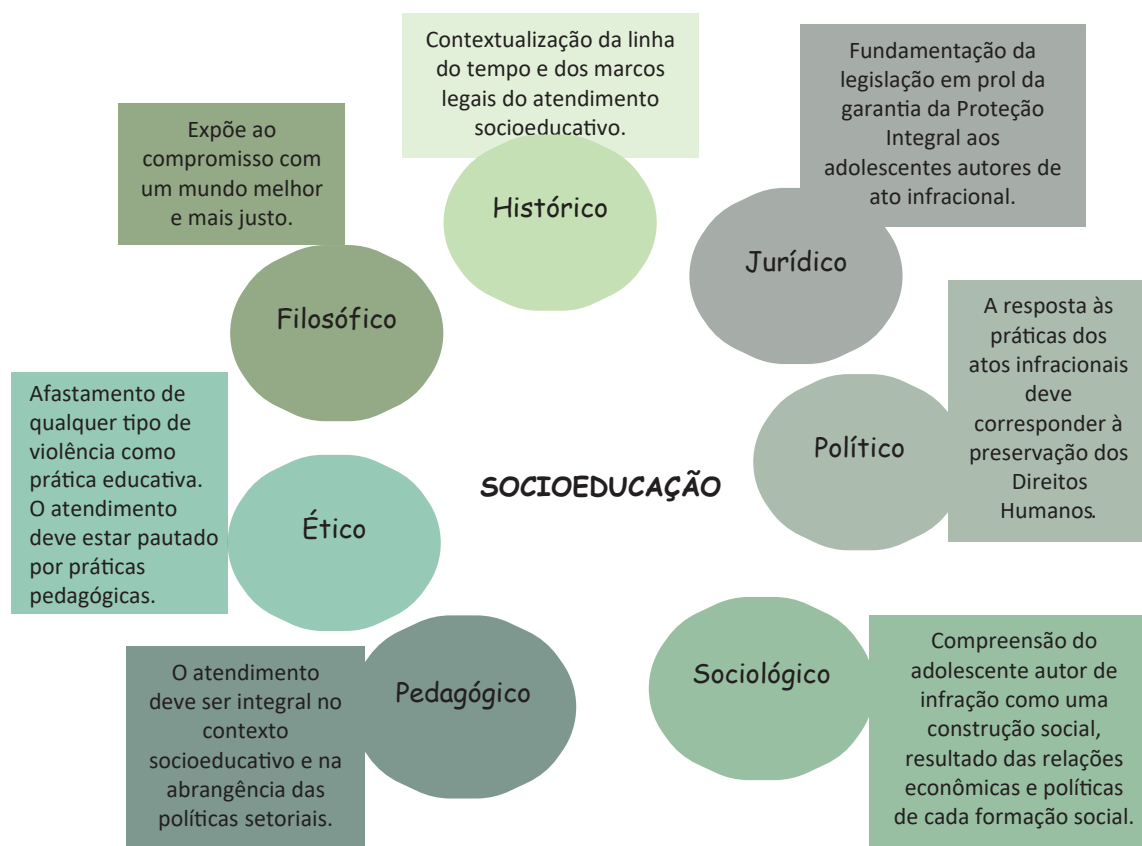 Contextualização da linha
do tempo e dos marcos
legais do atendimento
socioeducativo.
Histórico
Fundamentação da
legislação em prol da
garantia da Proteção
Integral aos
adolescentes autores de
ato infracional.
Jurídico
A resposta às
práticas dos
atos infracionais
deve
corresponder à
preservação dos
Direitos
Humanos.
Político
Compreensão do
adolescente autor de
infração como uma
construção social,
resultado das relações
econômicas e políticas
de cada formação social.
Sociológico
O atendimento
deve ser integral no
contexto
socioeducativo e na
abrangência das
políticas setoriais.
Pedagógico
Afastamento de
qualquer tipo de
violência como
prática educativa.
O atendimento
deve estar pautado
por práticas
pedagógicas.
Ético
Expõe ao
compromisso com
um mundo melhor
e mais justo.
Filosófico
SOCIOEDUCAÇÃO